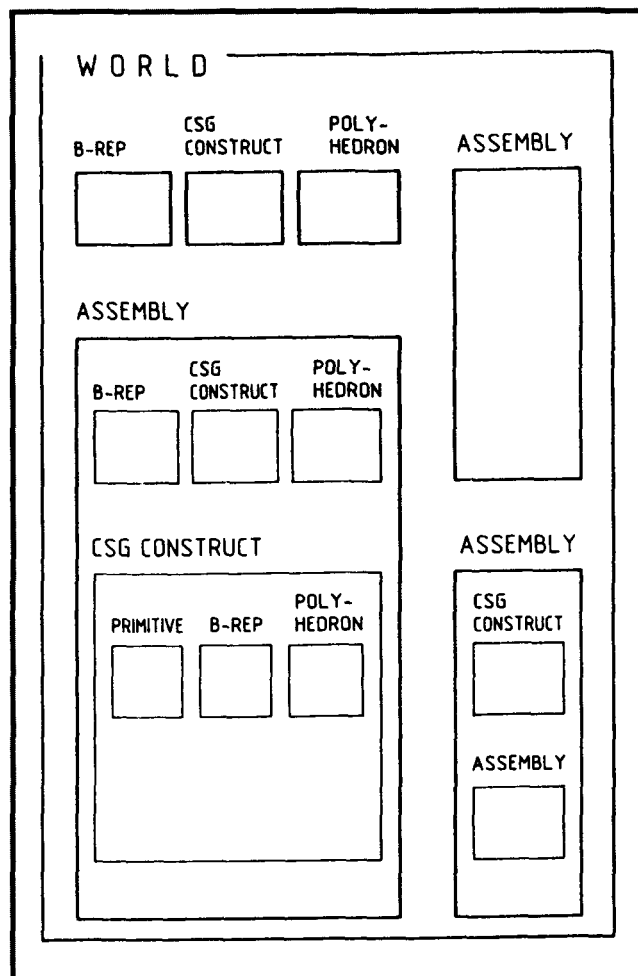 WORLD
B-REP
CSG
CONSTRUCT
POLY-
HEDRON
ASSEMBLY
ASSEMBLY
B-REP
CSG
CONSTRUCT
POLY-
HEDRON
CSG CONSTRUCT
PRIMITIVE
B-REP
POLY-
HEDRON
ASSEMBLY
CSG
CONSTRUCT
ASSEMBLY